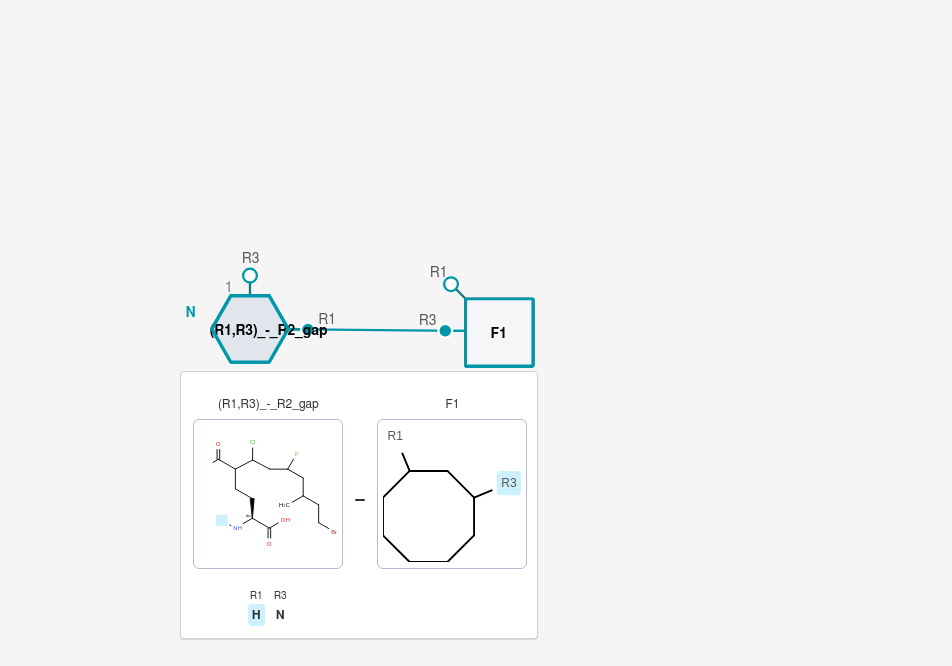 R3
R1
1
N
R1
R3
(R1,R3)_-_R2_gap
F1
(R1,R3)_-_R2_gap
F1
R1
Cl
O
F
R3
H₃C
OH
NH
Br
O
R1 R3
H N